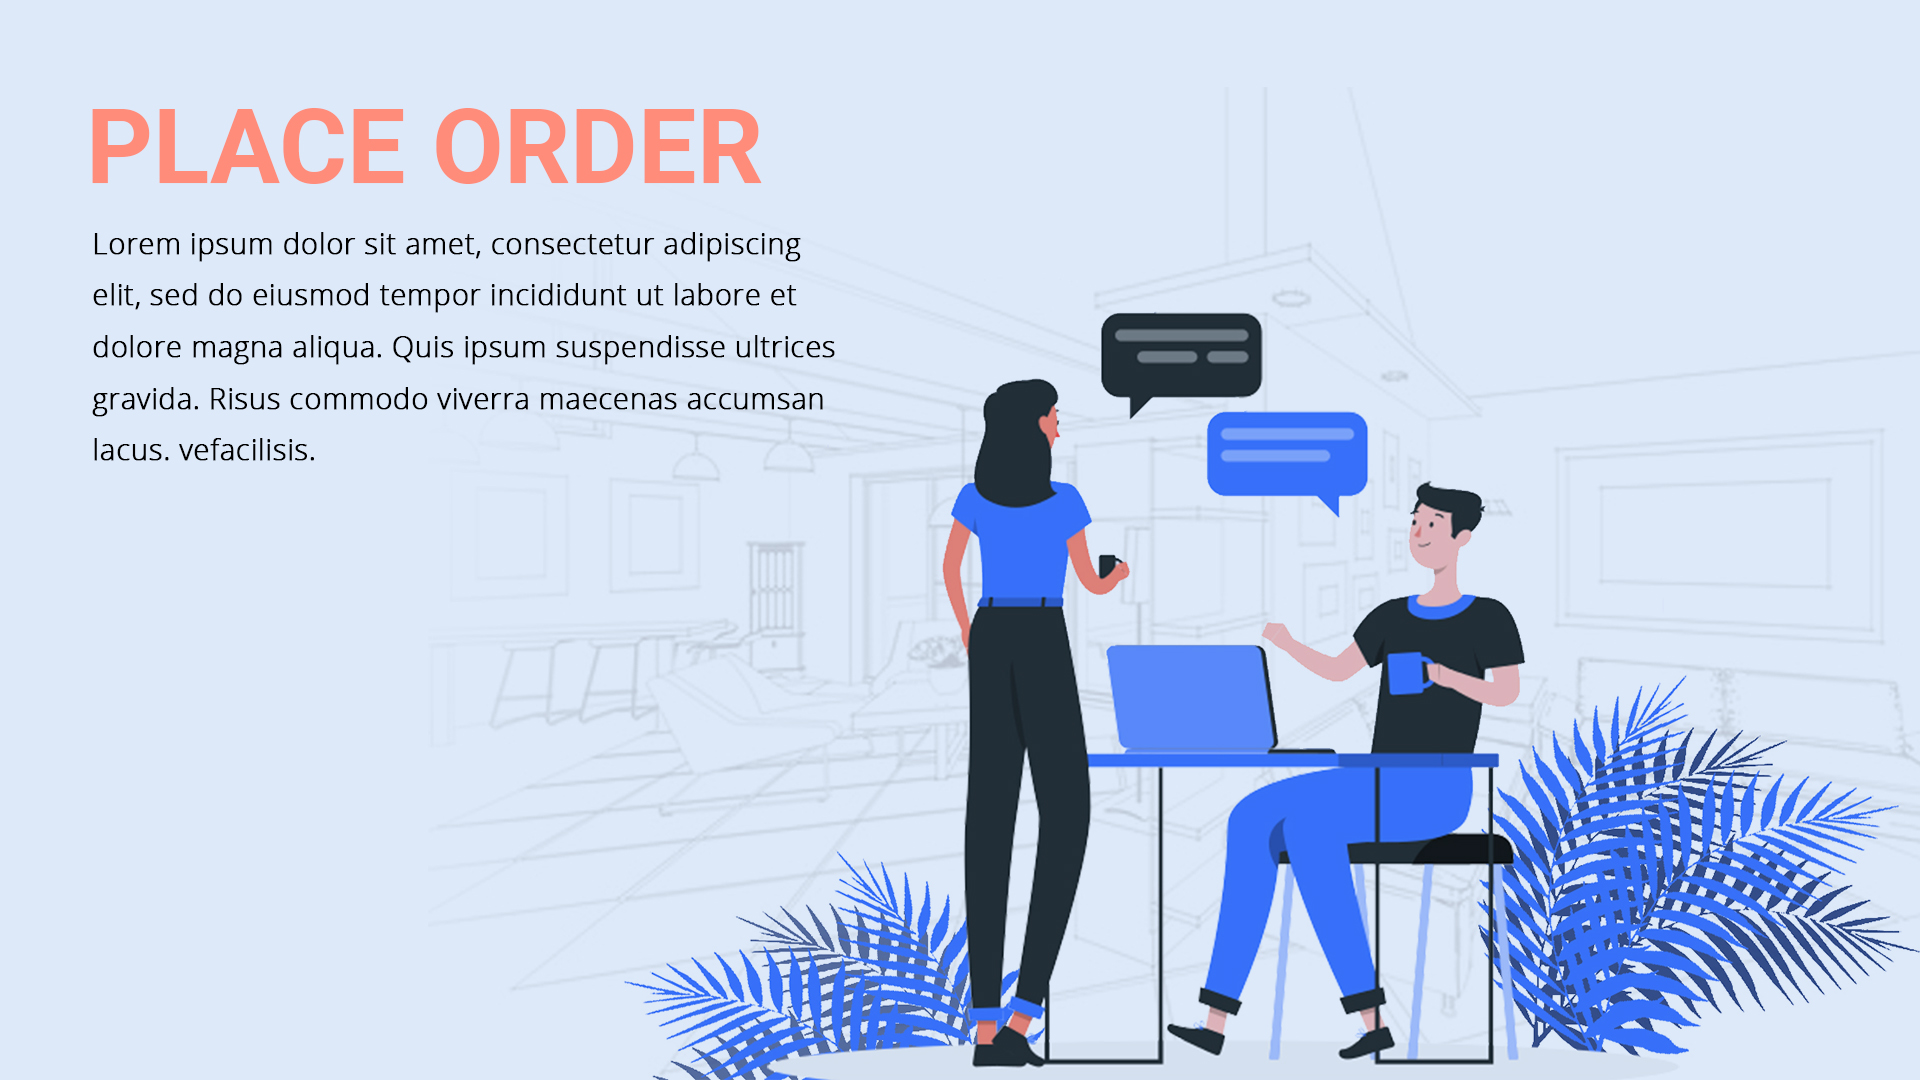 PLACE ORDER
Lorem ipsum dolor sit amet, consectetur adipiscing
elit, sed do eiusmod tempor incididunt ut labore et
dolore magna aliqua. Quis ipsum suspendisse ultrices
gravida. Risus commodo viverra maecenas accumsan
lacus. vefacilisis.